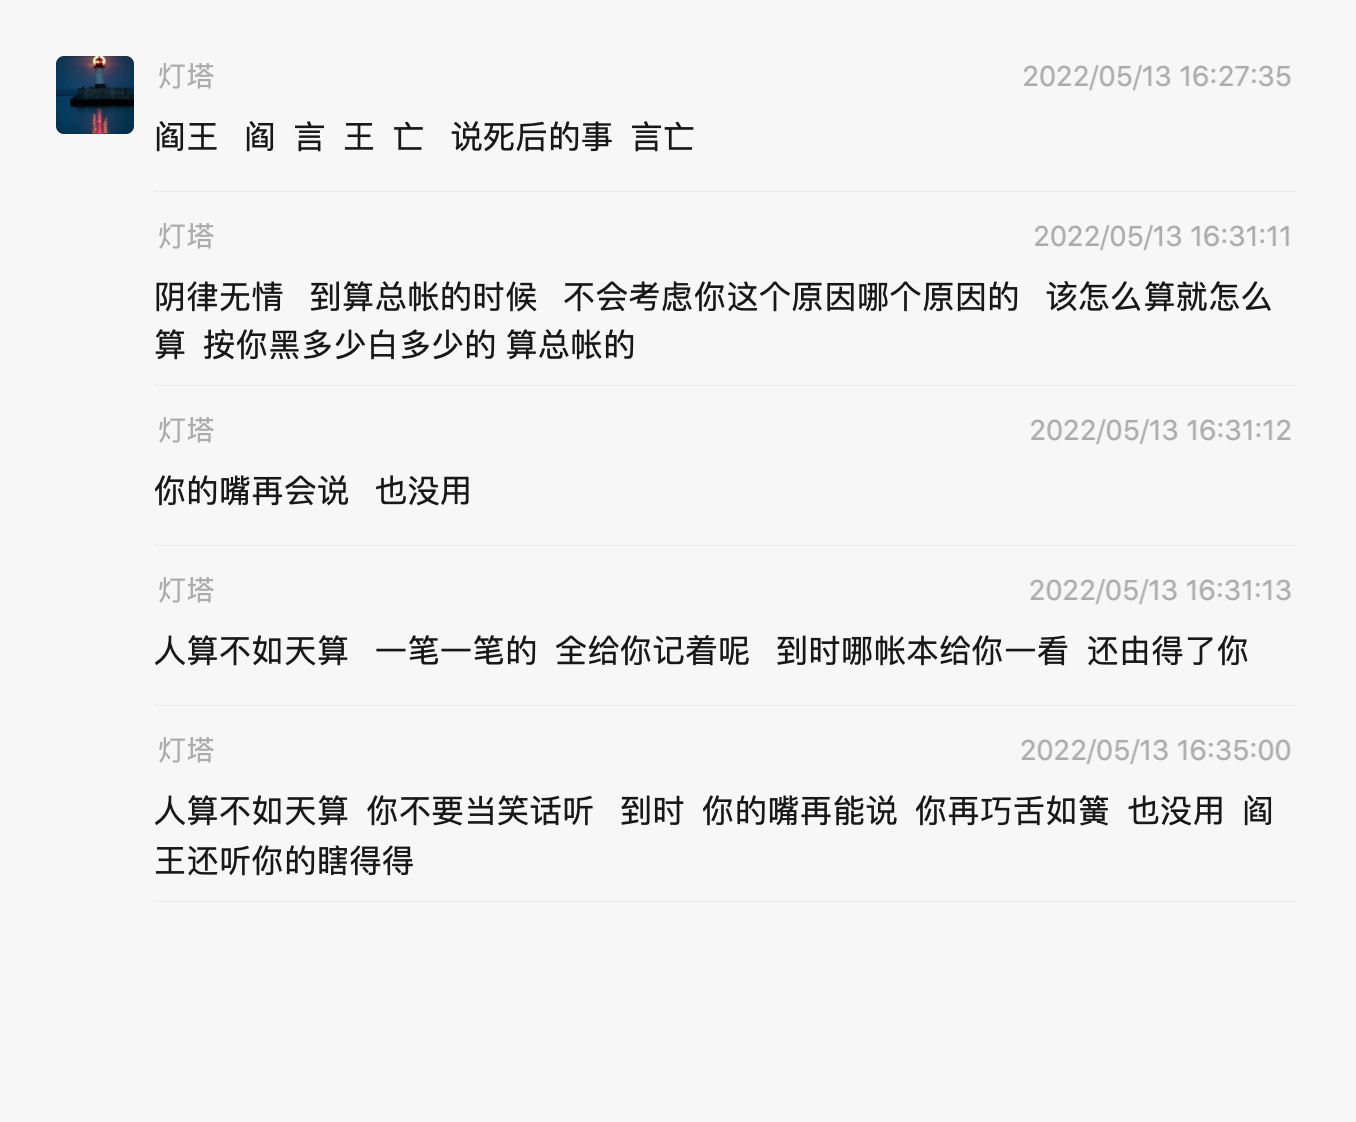 灯塔 2022/05/13 16:27:35
阎王 阎 言 王 亡 说死后的事 言亡
灯塔 2022/05/13 16:31:11
阴律无情 到算总帐的时候 不会考虑你这个原因哪个原因的 该怎么算就怎么
算 按你黑多少白多少的 算总帐的
灯塔 2022/05/13 16:31:12
你的嘴再会说 也没用
灯塔 2022/05/13 16:31:13
人算不如天算 一笔一笔的 全给你记着呢 到时哪帐本给你一看 还由得了你
灯塔 2022/05/13 16:35:00
人算不如天算 你不要当笑话听 到时 你的嘴再能说 你再巧舌如簧 也没用 阎
王还听你的瞎得得